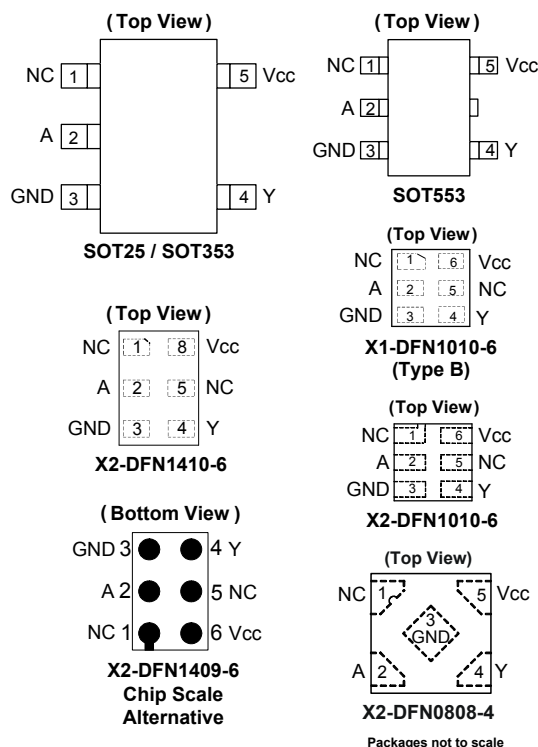 (Top View)
NC 1 5 Vcc
A 2
GND 3 4 Y
SOT25 / SOT353
(Top View)
NC 1 5 Vcc
A 2
GND 3 4 Y
SOT553
(Top View)
NC 1 8 Vcc
A 2 5 NC
GND 3 4 Y
X2-DFN1410-6
(Top View)
NC 1 6 Vcc
A 2 5 NC
GND 3 4 Y
X1-DFN1010-6
(Type B)
(Top View)
NC 1 6 Vcc
A 2 5 NC
GND 3 4 Y
X2-DFN1010-6
(Bottom View)
GND 3 4 Y
A 2 5 NC
NC 1 6 Vcc
X2-DFN1409-6
Chip Scale
Alternative
(Top View)
NC 1 5 Vcc
3
GND
A 2 4 Y
X2-DFN0808-4
Packages not to scale